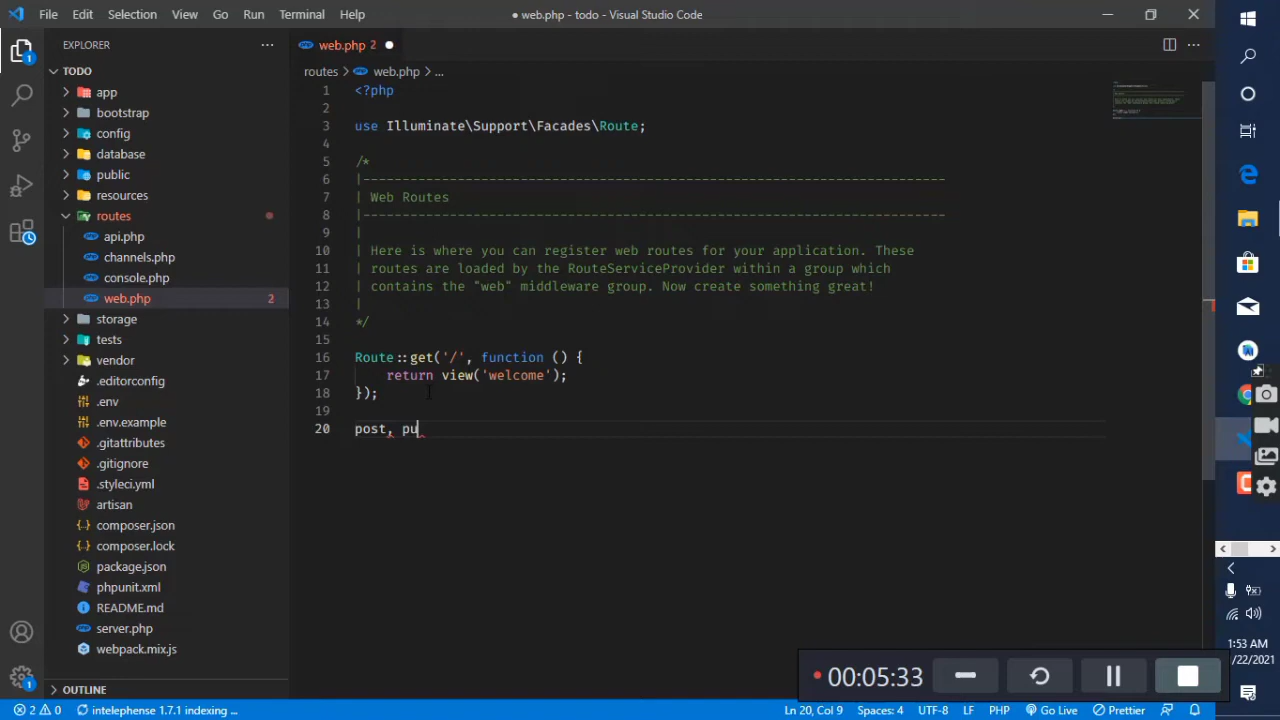 File Edit Selection View Go Run Terminal Help
● web.php - todo - Visual Studio Code
EXPLORER
web.php 2
TODO
app
bootstrap
config
database
public
resources
routes
api.php
channels.php
console.php
web.php 2
storage
tests
vendor
.editorconfig
.env
.env.example
.gitattributes
.gitignore
.styleci.yml
artisan
composer.json
composer.lock
package.json
phpunit.xml
README.md
server.php
webpack.mix.js
OUTLINE
routes > web.php > ...
1 <?php
2
3 use Illuminate\Support\Facades\Route;
4
5 /*
6 |--------------------------------------------------------------------------
7 | Web Routes
8 |--------------------------------------------------------------------------
9 |
10 | Here is where you can register web routes for your application. These
11 | routes are loaded by the RouteServiceProvider within a group which
12 | contains the "web" middleware group. Now create something great!
13 |
14 */
15
16 Route::get('/', function () {
17 return view('welcome');
18 });
19
20 post, pu
00:05:33
1:53 AM
/22/2021
2 0 intelephense 1.7.1 indexing ...
Ln 20, Col 9 Spaces: 4 UTF-8 LF PHP Go Live Prettier